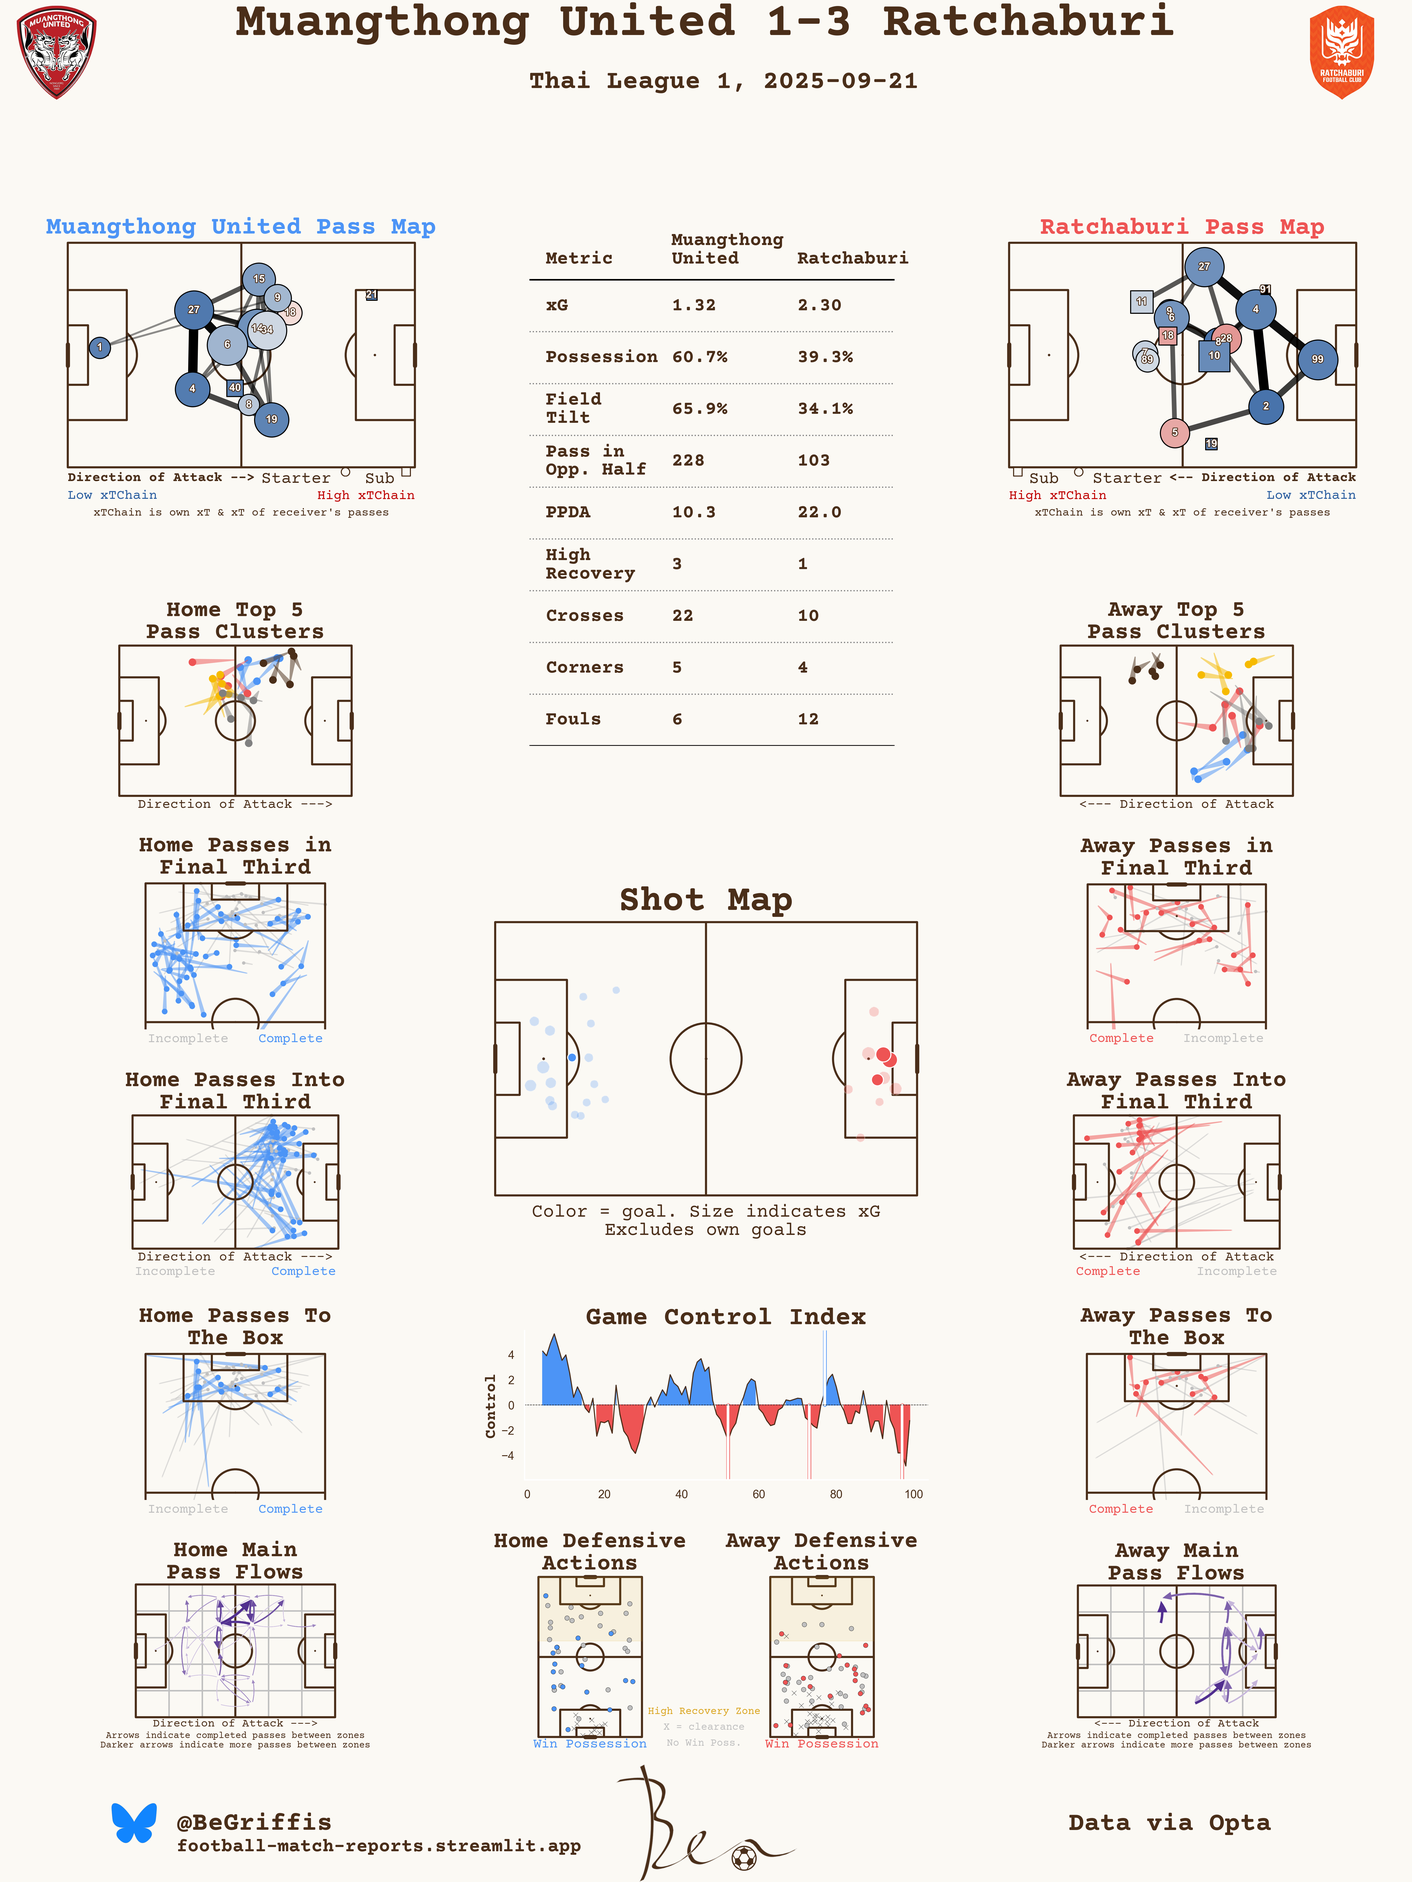 Muangthong United 1-3 Ratchaburi
Thai League 1, 2025-09-21
MUANGTHONG
UNITED
RATCHABURI
FOOTBALL CLUB
Muangthong United Pass Map
15
9
21
27
18
14
34
6
1
4
40
8
19
Direction of Attack --> Starter Sub
Low xTChain High xTChain
xTChain is own xT & xT of receiver's passes
Metric Muangthong United Ratchaburi
xG 1.32 2.30
Possession 60.7% 39.3%
Field Tilt 65.9% 34.1%
Pass in Opp. Half 228 103
PPDA 10.3 22.0
High Recovery 3 1
Crosses 22 10
Corners 5 4
Fouls 6 12
Ratchaburi Pass Map
27
91
11
9
6
4
18
8
28
7
89
10
99
2
5
19
Sub Starter <-- Direction of Attack
High xTChain Low xTChain
xTChain is own xT & xT of receiver's passes
Home Top 5
Pass Clusters
Direction of Attack --->
Away Top 5
Pass Clusters
<--- Direction of Attack
Home Passes in
Final Third
Incomplete Complete
Away Passes in
Final Third
Complete Incomplete
Shot Map
Color = goal. Size indicates xG
Excludes own goals
Home Passes Into
Final Third
Direction of Attack --->
Incomplete Complete
Away Passes Into
Final Third
<--- Direction of Attack
Complete Incomplete
Home Passes To
The Box
Incomplete Complete
Game Control Index
Control
4
2
0
−2
−4
0 20 40 60 80 100
Away Passes To
The Box
Complete Incomplete
Home Main
Pass Flows
Direction of Attack --->
Arrows indicate completed passes between zones
Darker arrows indicate more passes between zones
Home Defensive
Actions
Win Possession
High Recovery Zone
X = clearance
No Win Poss.
Away Defensive
Actions
Win Possession
Away Main
Pass Flows
<--- Direction of Attack
Arrows indicate completed passes between zones
Darker arrows indicate more passes between zones
@BeGriffis
football-match-reports.streamlit.app
Ben
Data via Opta